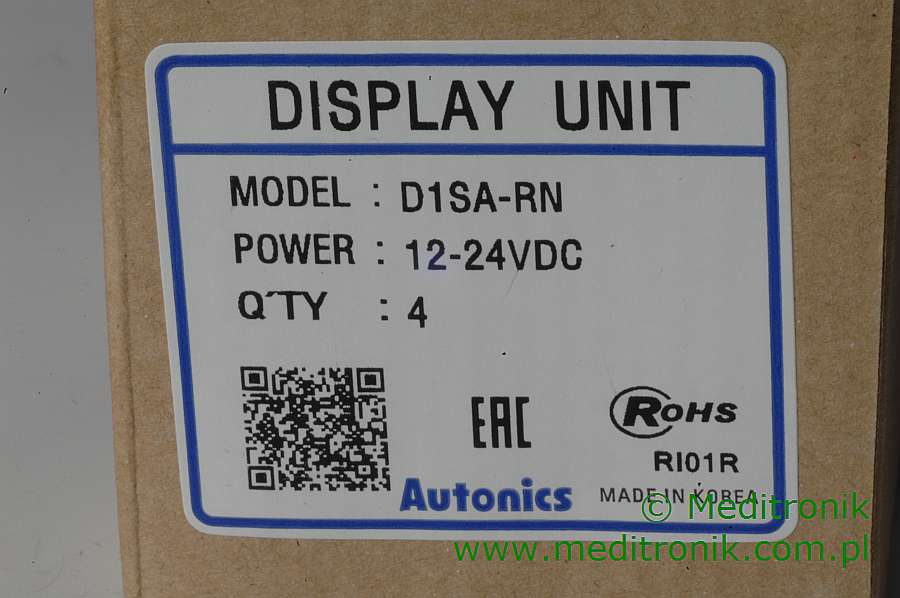 DISPLAY UNIT
MODEL : D1SA-RN
POWER : 12-24VDC
Q'TY : 4
EAC
RoHS
RI01R
Autonics
MADE IN KOREA
© Meditronik
www.meditronik.com.pl